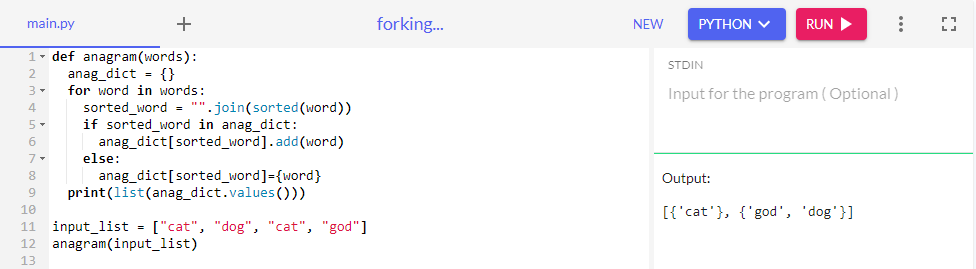 main.py + forking... NEW PYTHON RUN
1 def anagram(words):
2   anag_dict = {}
3   for word in words:
4     sorted_word = "".join(sorted(word))
5     if sorted_word in anag_dict:
6       anag_dict[sorted_word].add(word)
7     else:
8       anag_dict[sorted_word]={word}
9   print(list(anag_dict.values()))
10
11 input_list = ["cat", "dog", "cat", "god"]
12 anagram(input_list)
13
STDIN
Input for the program ( Optional )
Output:
[{'cat'}, {'god', 'dog'}]